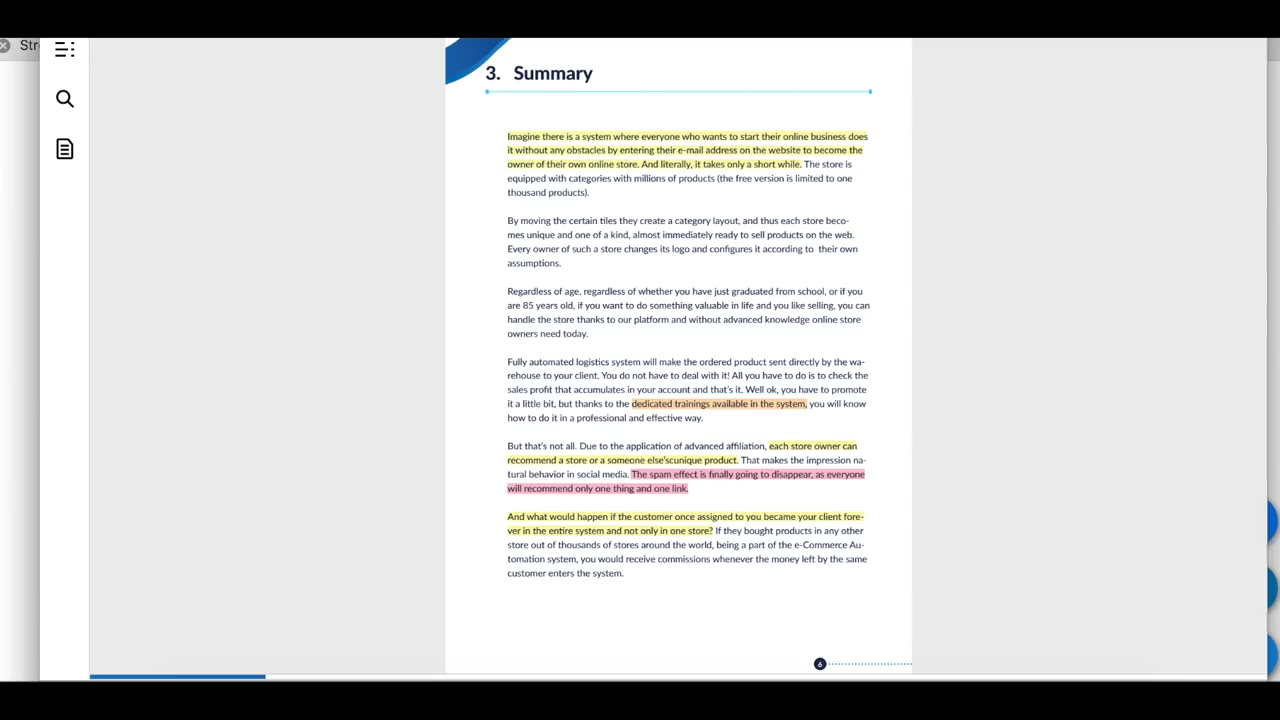 Str
3. Summary
Imagine there is a system where everyone who wants to start their online business does
it without any obstacles by entering their e-mail address on the website to become the
owner of their own online store. And literally, it takes only a short while. The store is
equipped with categories with millions of products (the free version is limited to one
thousand products).
By moving the certain tiles they create a category layout, and thus each store beco-
mes unique and one of a kind, almost immediately ready to sell products on the web.
Every owner of such a store changes its logo and configures it according to  their own
assumptions.
Regardless of age, regardless of whether you have just graduated from school, or if you
are 85 years old, if you want to do something valuable in life and you like selling, you can
handle the store thanks to our platform and without advanced knowledge online store
owners need today.
Fully automated logistics system will make the ordered product sent directly by the wa-
rehouse to your client. You do not have to deal with it! All you have to do is to check the
sales profit that accumulates in your account and that's it. Well ok, you have to promote
it a little bit, but thanks to the dedicated trainings available in the system, you will know
how to do it in a professional and effective way.
But that's not all. Due to the application of advanced affiliation, each store owner can
recommend a store or a someone else'scunique product. That makes the impression na-
tural behavior in social media. The spam effect is finally going to disappear, as everyone
will recommend only one thing and one link.
And what would happen if the customer once assigned to you became your client fore-
ver in the entire system and not only in one store? If they bought products in any other
store out of thousands of stores around the world, being a part of the e-Commerce Au-
tomation system, you would receive commissions whenever the money left by the same
customer enters the system.
6